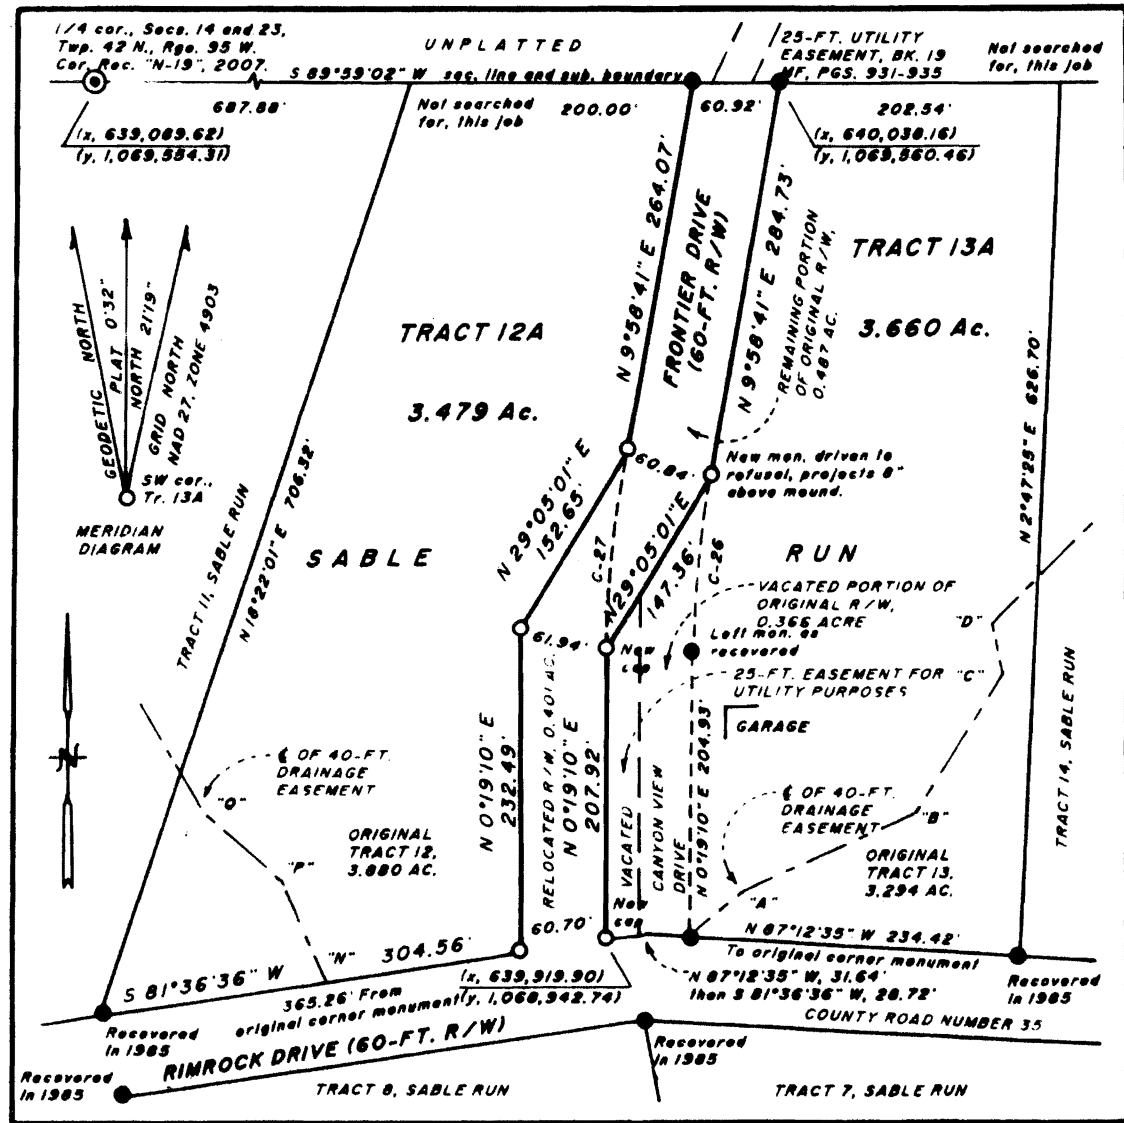 1/4 cor., Secs. 14 and 23,
Twp. 42 N., Rge. 95 W.
Cor. Rec. "N-19", 2007.
UNPLATTED
25-FT. UTILITY
EASEMENT, BK. 19
MF, PGS. 931-935
Not searched
for, this job
S 89°59'02" W sec. line and sub. boundary
687.88'
Not searched
for, this job
200.00'
60.92'
202.54'
(x, 639,089.62)
(y, 1,069,554.31)
(x, 640,038.16)
(y, 1,069,560.46)
GEODETIC NORTH
PLAT NORTH
0'32"
21'19"
GRID NORTH
NAD 27, ZONE 4903
SW cor.,
Tr. 13A
MERIDIAN
DIAGRAM
TRACT 11, SABLE RUN
N 18°22'01" E 706.32'
TRACT 12A
3.479 Ac.
N 9°58'41" E 264.07'
FRONTIER DRIVE
(60-FT. R/W)
N 9°58'41" E 284.73'
REMAINING PORTION
OF ORIGINAL R/W,
0.487 AC.
TRACT 13A
3.660 Ac.
N 2°47'25" E 626.70'
60.84'
New mon. driven to
refusal, projects 8"
above mound.
N 29°05'01" E
152.65'
C-27
N 29°05'01" E
147.36'
C-26
SABLE
RUN
VACATED PORTION OF
ORIGINAL R/W,
0.366 ACRE
"D"
61.94'
New
cap
Left mon. as
recovered
25-FT. EASEMENT FOR
UTILITY PURPOSES
"C"
GARAGE
TRACT 14, SABLE RUN
N 0°19'10" E
232.49'
RELOCATED R/W, 0.401 AC.
N 0°19'10" E
207.92'
VACATED
CANYON VIEW
DRIVE
N 0°19'10" E 204.93'
N
℄ OF 40-FT.
DRAINAGE
EASEMENT
"O"
"P"
ORIGINAL
TRACT 12,
3.880 AC.
℄ OF 40-FT.
DRAINAGE
EASEMENT
"B"
ORIGINAL
TRACT 13,
3.294 AC.
"A"
New
cap
60.70'
"N"
304.56'
S 81°36'36" W
N 87°12'35" W 234.42'
To original corner monument
(x, 639,919.90)
(y, 1,068,942.74)
N 87°12'35" W, 31.64'
then S 81°36'36" W, 28.72'
Recovered
in 1985
365.26' From
original corner monument
Recovered
in 1985
RIMROCK DRIVE (60-FT. R/W)
COUNTY ROAD NUMBER 35
Recovered
in 1985
Recovered
in 1985
TRACT 8, SABLE RUN
TRACT 7, SABLE RUN